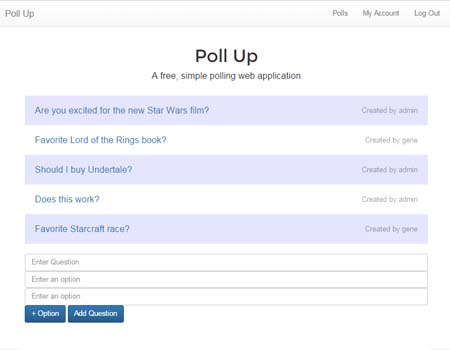 Poll Up Polls My Account Log Out
Poll Up
A free, simple polling web application
Are you excited for the new Star Wars film? Created by admin
Favorite Lord of the Rings book? Created by gene
Should I buy Undertale? Created by admin
Does this work? Created by admin
Favorite Starcraft race? Created by gene
Enter Question
Enter an option
Enter an option
+ Option Add Question